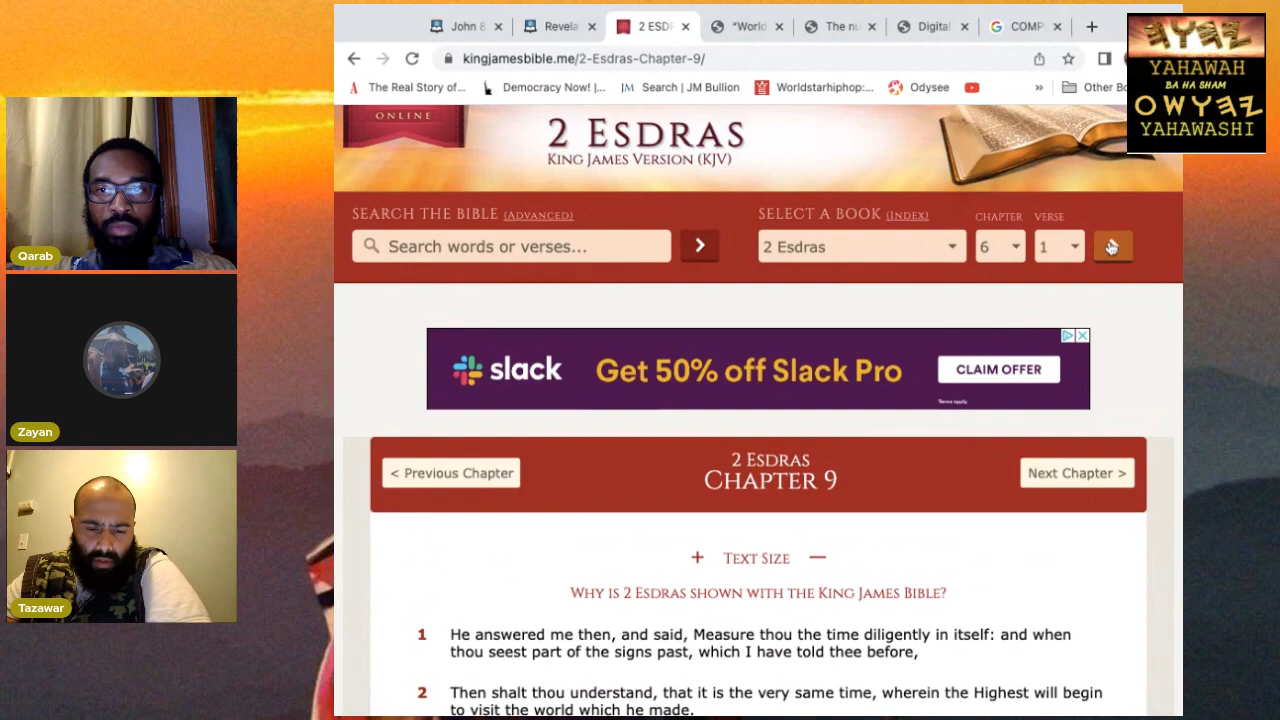 John 8
Revela
2 ESDR
"World
The nu
Digital
COMP
kingjamesbible.me/2-Esdras-Chapter-9/
The Real Story of...
Democracy Now! |...
JM
Search | JM Bullion
Worldstarhiphop:...
Odysee
»
Other Bo
YAHAWAH
BA HA SHAM
YAHAWASHI
ONLINE
2 ESDRAS
KING JAMES VERSION (KJV)
SEARCH THE BIBLE (ADVANCED)
SELECT A BOOK (INDEX)
CHAPTER
VERSE
Search words or verses...
2 Esdras
6
1
slack
Get 50% off Slack Pro
CLAIM OFFER
Terms apply.
< Previous Chapter
2 ESDRAS
CHAPTER 9
Next Chapter >
+ TEXT SIZE —
WHY IS 2 ESDRAS SHOWN WITH THE KING JAMES BIBLE?
1 He answered me then, and said, Measure thou the time diligently in itself: and when
thou seest part of the signs past, which I have told thee before,
2 Then shalt thou understand, that it is the very same time, wherein the Highest will begin
to visit the world which he made.
Qarab
Zayan
Tazawar